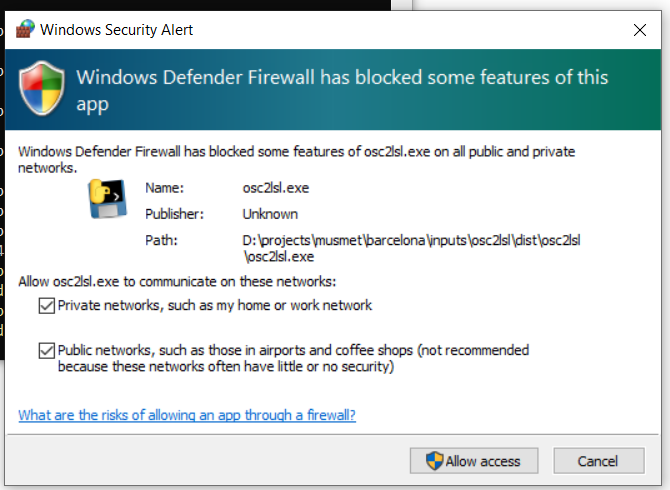 Windows Security Alert
Windows Defender Firewall has blocked some features of this
app
Windows Defender Firewall has blocked some features of osc2lsl.exe on all public and private
networks.
Name: osc2lsl.exe
Publisher: Unknown
Path: D:\projects\musmet\barcelona\inputs\osc2lsl\dist\osc2lsl
\osc2lsl.exe
Allow osc2lsl.exe to communicate on these networks:
Private networks, such as my home or work network
Public networks, such as those in airports and coffee shops (not recommended
because these networks often have little or no security)
What are the risks of allowing an app through a firewall?
Allow access
Cancel